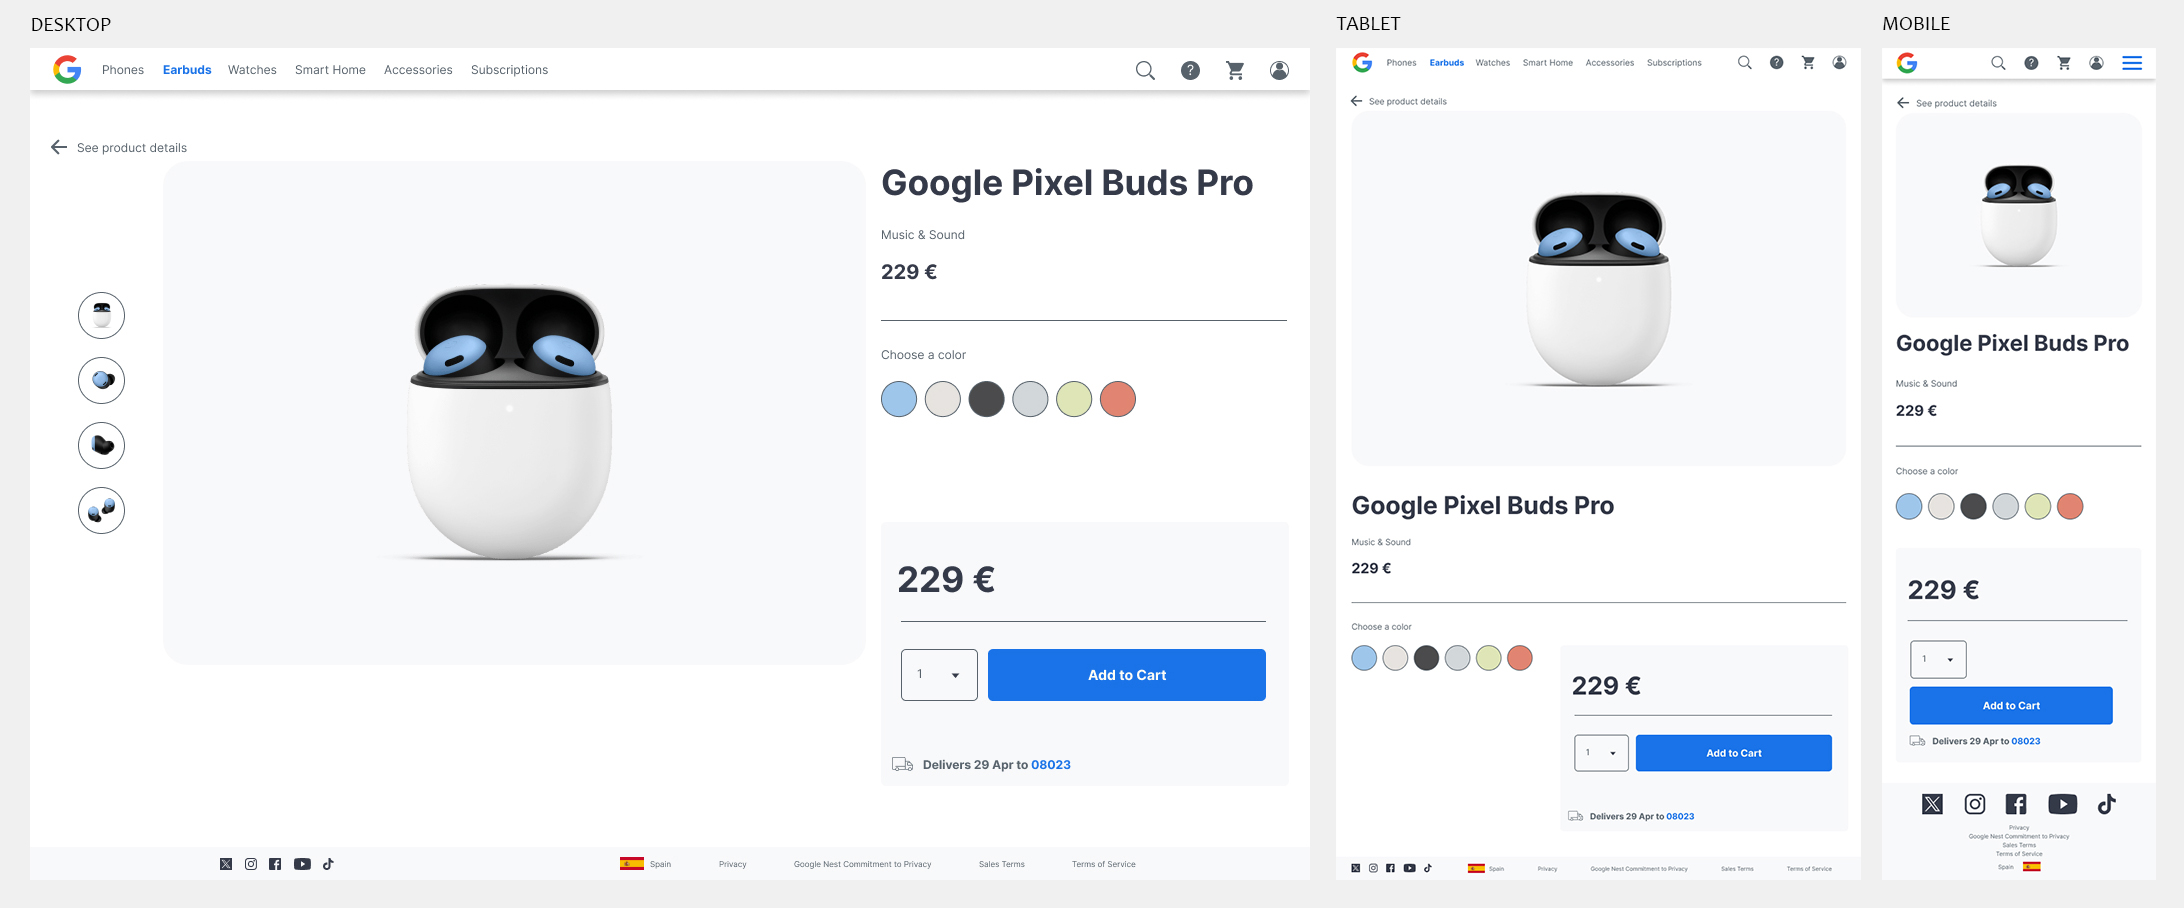 DESKTOP
Phones Earbuds Watches Smart Home Accessories Subscriptions
See product details
Google Pixel Buds Pro
Music & Sound
229 €
Choose a color
229 €
1 Add to Cart
Delivers 29 Apr to 08023
Spain Privacy Google Nest Commitment to Privacy Sales Terms Terms of Service
TABLET
Phones Earbuds Watches Smart Home Accessories Subscriptions
See product details
Google Pixel Buds Pro
Music & Sound
229 €
Choose a color
229 €
1 Add to Cart
Delivers 29 Apr to 08023
Spain Privacy Google Nest Commitment to Privacy Sales Terms Terms of Service
MOBILE
See product details
Google Pixel Buds Pro
Music & Sound
229 €
Choose a color
229 €
1
Add to Cart
Delivers 29 Apr to 08023
Privacy
Google Nest Commitment to Privacy
Sales Terms
Terms of Service
Spain